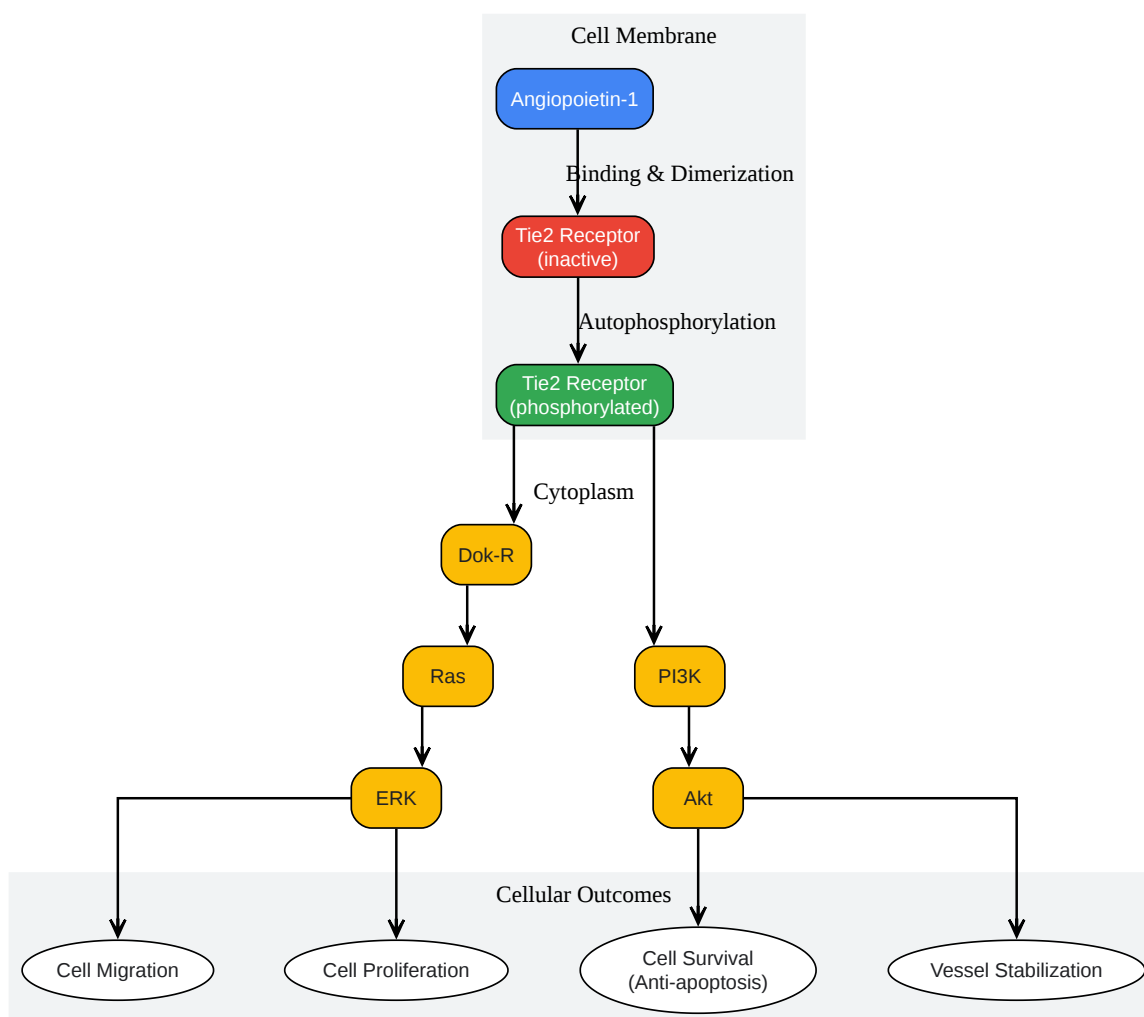 Cell Membrane
Angiopoietin-1
Binding & Dimerization
Tie2 Receptor
(inactive)
Autophosphorylation
Tie2 Receptor
(phosphorylated)
Cytoplasm
Dok-R
Ras
PI3K
ERK
Akt
Cellular Outcomes
Cell Migration
Cell Proliferation
Cell Survival
(Anti-apoptosis)
Vessel Stabilization